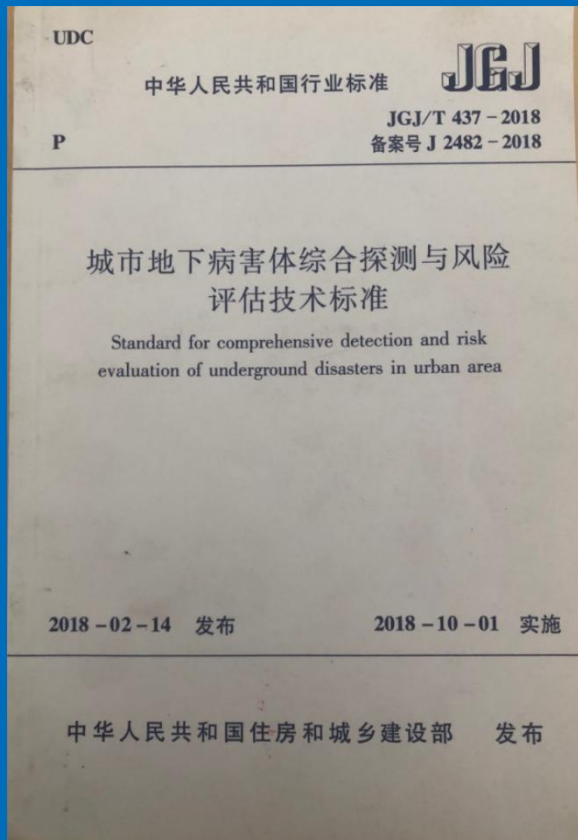 UDC
中华人民共和国行业标准
JGJ
JGJ/T 437-2018
P
备案号 J 2482-2018
城市地下病害体综合探测与风险
评估技术标准
Standard for comprehensive detection and risk
evaluation of underground disasters in urban area
2018-02-14 发布
2018-10-01 实施
中华人民共和国住房和城乡建设部 发布